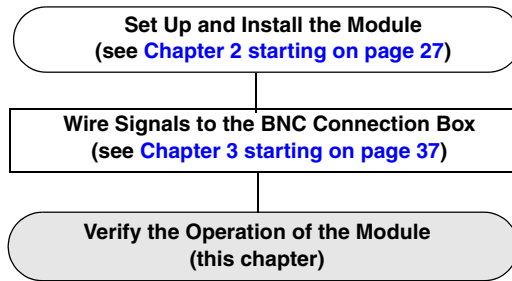 Set Up and Install the Module
(see Chapter 2 starting on page 27)
Wire Signals to the BNC Connection Box
(see Chapter 3 starting on page 37)
Verify the Operation of the Module
(this chapter)